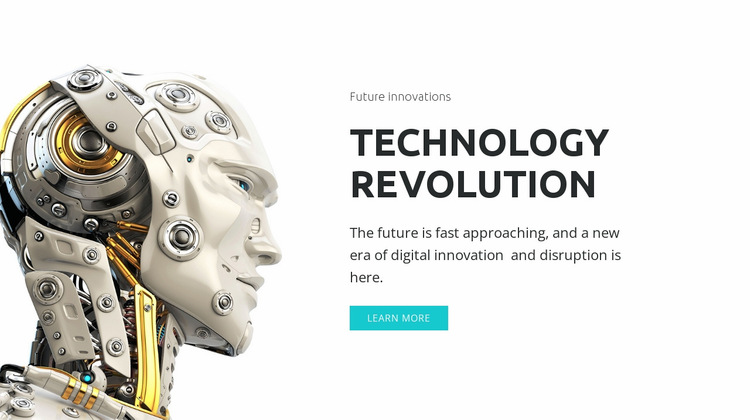 Future innovations
TECHNOLOGY
REVOLUTION
The future is fast approaching, and a new
era of digital innovation  and disruption is
here.
LEARN MORE